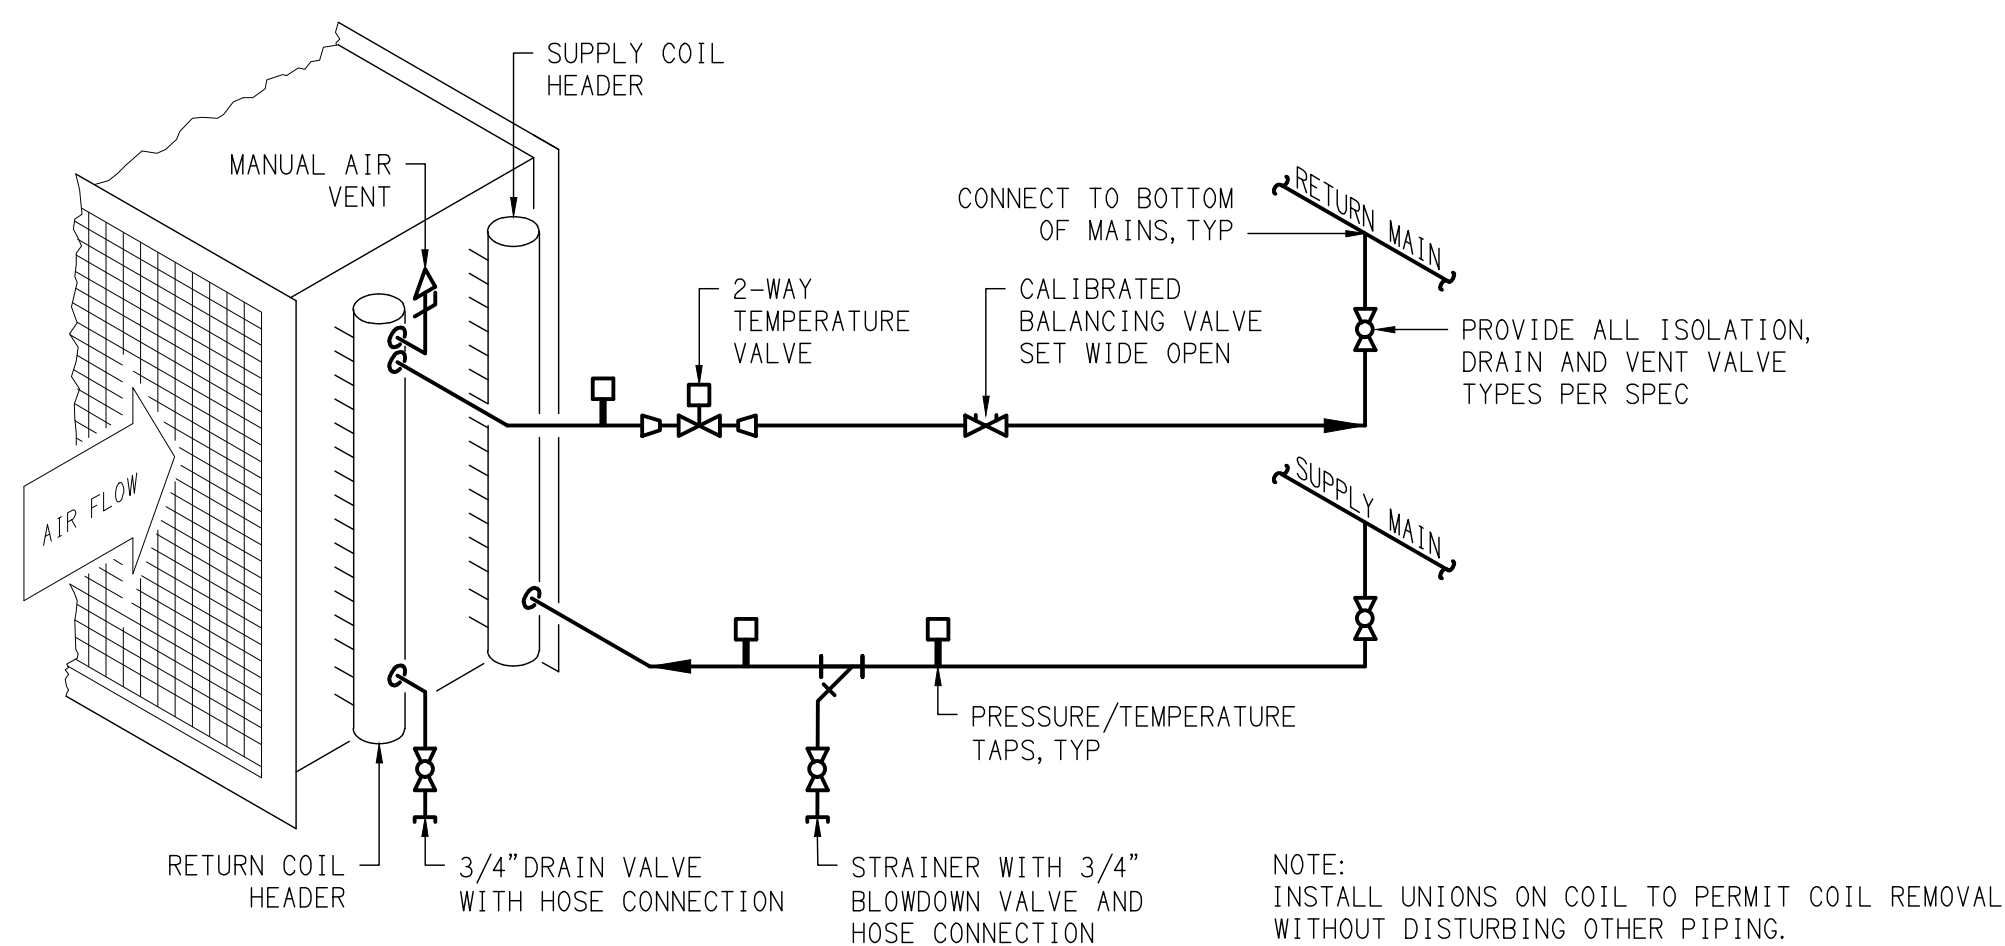 SUPPLY COIL
HEADER
MANUAL AIR
VENT
CONNECT TO BOTTOM
OF MAINS, TYP
RETURN MAIN
2-WAY
TEMPERATURE
VALVE
CALIBRATED
BALANCING VALVE
SET WIDE OPEN
PROVIDE ALL ISOLATION,
DRAIN AND VENT VALVE
TYPES PER SPEC
AIR FLOW
SUPPLY MAIN
PRESSURE/TEMPERATURE
TAPS, TYP
RETURN COIL
HEADER
3/4" DRAIN VALVE
WITH HOSE CONNECTION
STRAINER WITH 3/4"
BLOWDOWN VALVE AND
HOSE CONNECTION
NOTE:
INSTALL UNIONS ON COIL TO PERMIT COIL REMOVAL
WITHOUT DISTURBING OTHER PIPING.